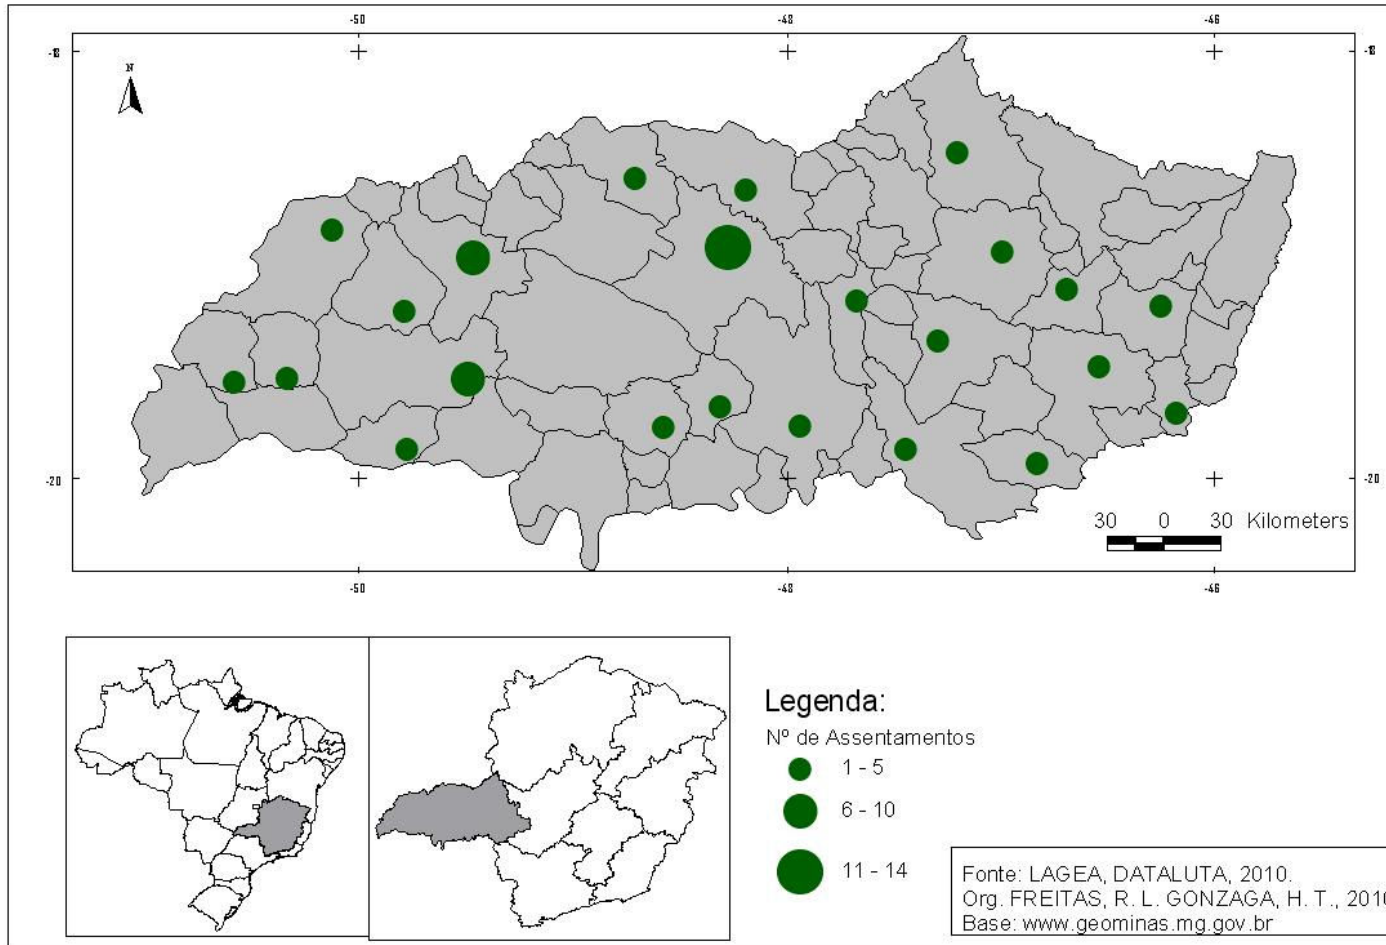 -50 -48 -46
-18 -18
N
-20 -20
30 0 30 Kilometers
-50 -48 -46
Legenda:
Nº de Assentamentos
1 - 5
6 - 10
11 - 14
Fonte: LAGEA, DATALUTA, 2010.
Org. FREITAS, R. L. GONZAGA, H. T., 2010
Base: www.geominas.mg.gov.br